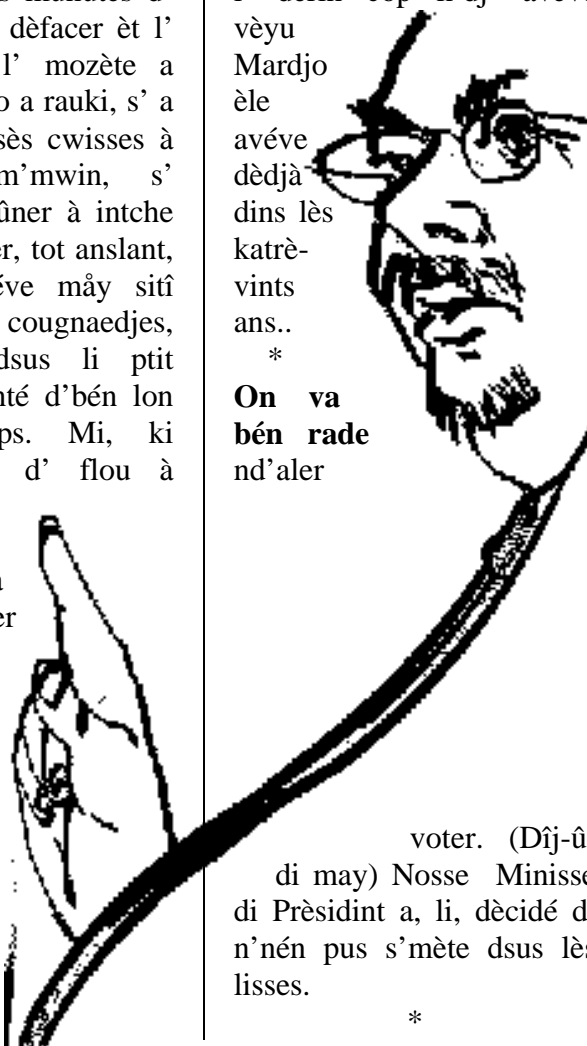 dèfacer èt l'
l' mozète a
a rauki, s' a
sès cwisses à
m'mwin, s'
ûner à intche
er, tot anslant,
éve måy sitî
cougnaedjes,
dsus li ptit
nté d'bén lon
ps. Mi, ki
d' flou à
er
vèyu
Mardjo
èle
avéve
dèdjà
dins lès
katrè-
vints
ans..
*
On va
bén rade
nd'aler
voter. (Dîj-û
di may) Nosse Minisse
di Prèsidint a, li, dècidé d
n'nén pus s'mète dsus lès
lisses.
*